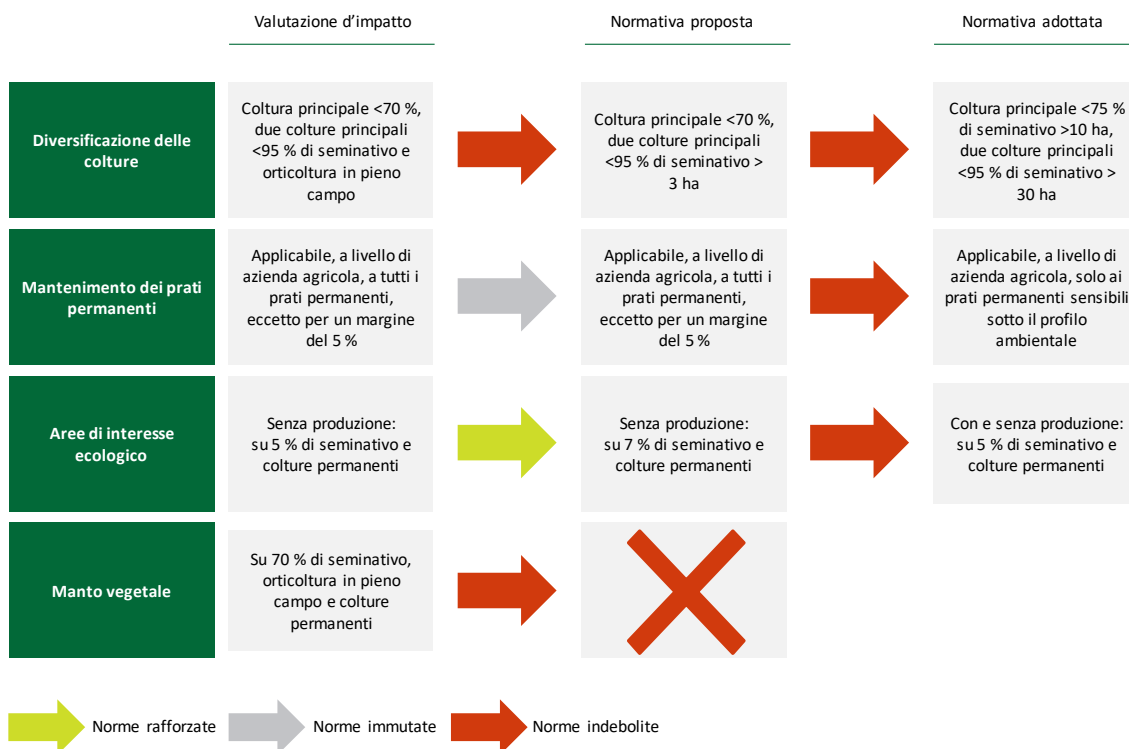 Valutazione d'impatto
Normativa proposta
Normativa adottata
Diversificazione delle
colture
Coltura principale <70 %,
due colture principali
<95 % di seminativo e
orticoltura in pieno
campo
Coltura principale <70 %,
due colture principali
<95 % di seminativo >
3 ha
Coltura principale <75 %
di seminativo >10 ha,
due colture principali
<95 % di seminativo >
30 ha
Mantenimento dei prati
permanenti
Applicabile, a livello di
azienda agricola, a tutti i
prati permanenti,
eccetto per un margine
del 5 %
Applicabile, a livello di
azienda agricola, a tutti i
prati permanenti,
eccetto per un margine
del 5 %
Applicabile, a livello di
azienda agricola, solo ai
prati permanenti sensibili
sotto il profilo
ambientale
Aree di interesse
ecologico
Senza produzione:
su 5 % di seminativo e
colture permanenti
Senza produzione:
su 7 % di seminativo e
colture permanenti
Con e senza produzione:
su 5 % di seminativo e
colture permanenti
Manto vegetale
Su 70 % di seminativo,
orticoltura in pieno
campo e colture
permanenti
Norme rafforzate
Norme immutate
Norme indebolite